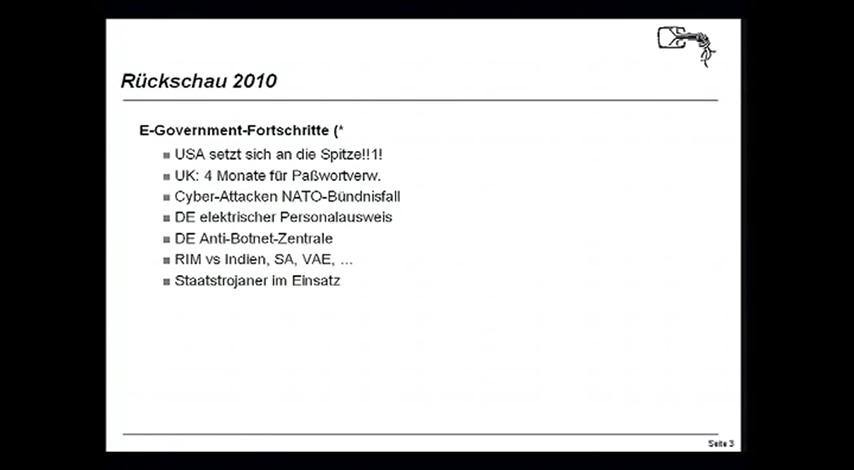 Rückschau 2010
E-Government-Fortschritte (*
USA setzt sich an die Spitze!!1!
UK: 4 Monate für Paßwortverw.
Cyber-Attacken NATO-Bündnisfall
DE elektrischer Personalausweis
DE Anti-Botnet-Zentrale
RIM vs Indien, SA, VAE, ...
Staatstrojaner im Einsatz
Seite 3